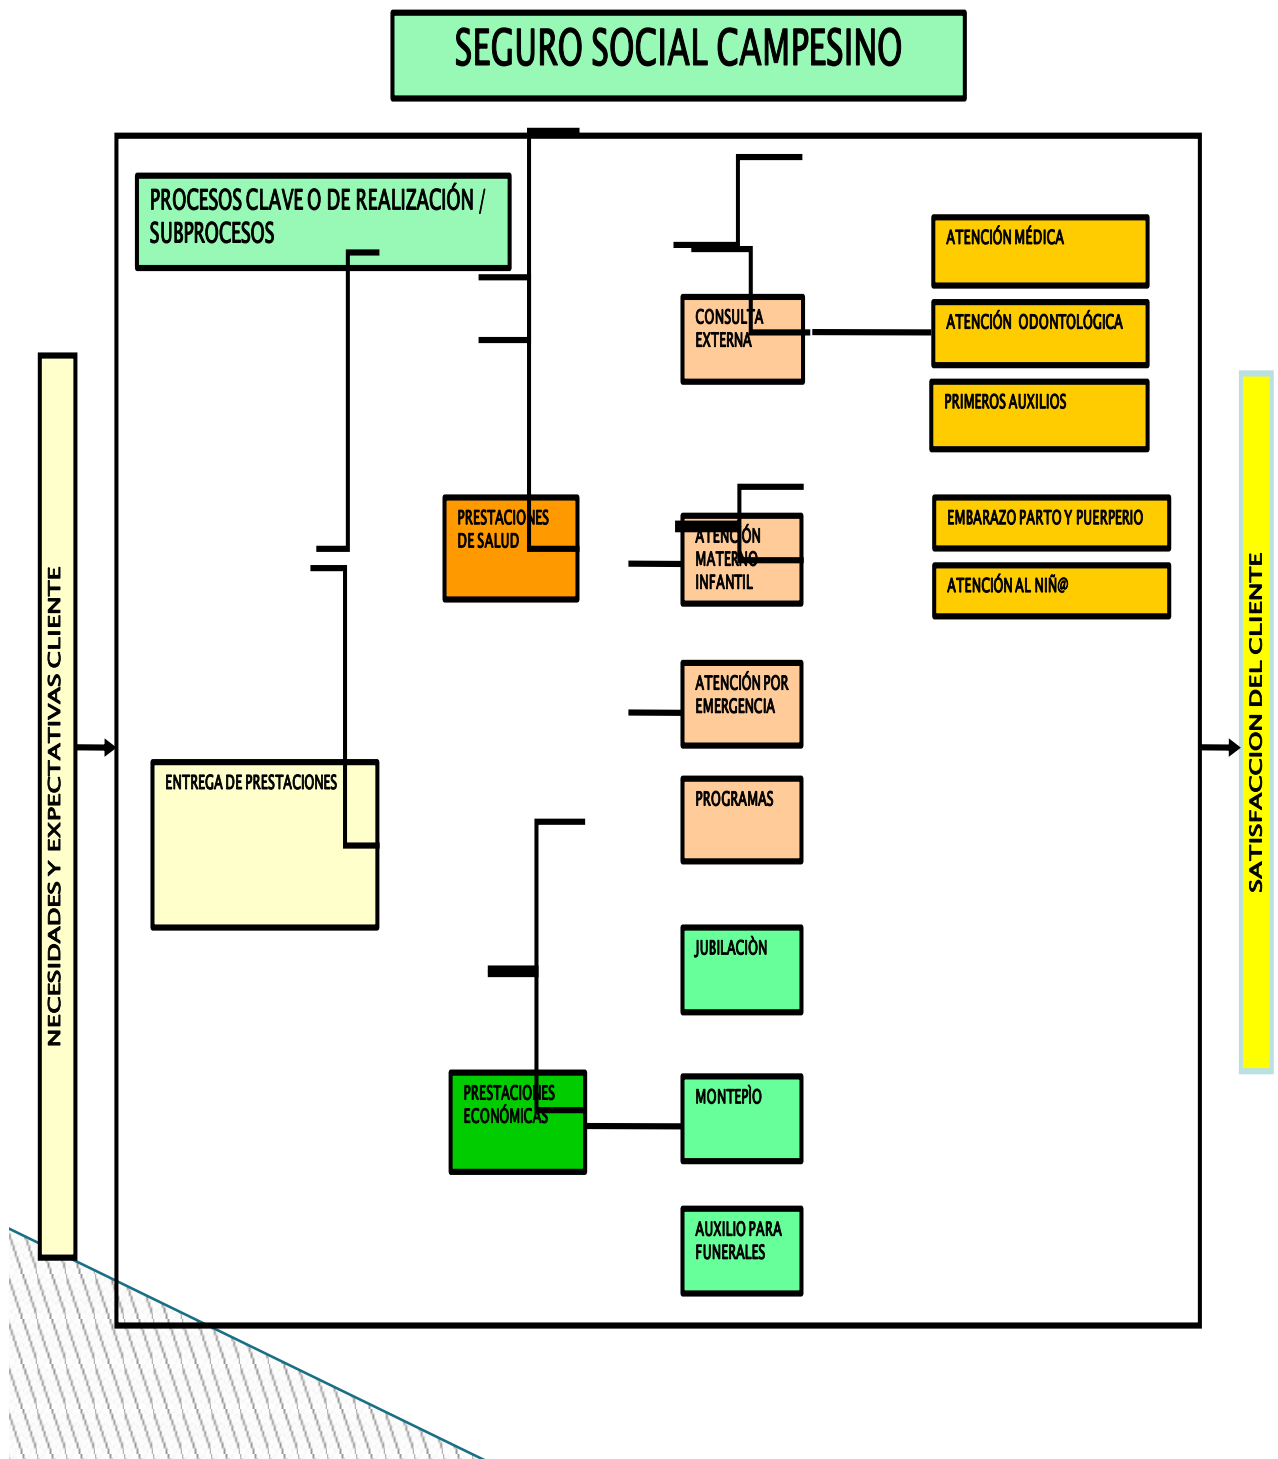 SEGURO SOCIAL CAMPESINO
PROCESOS CLAVE O DE REALIZACIÓN /
SUBPROCESOS
NECESIDADES Y EXPECTATIVAS CLIENTE
ENTREGA DE PRESTACIONES
PRESTACIONES
DE SALUD
CONSULTA
EXTERNA
ATENCIÓN MÉDICA
ATENCIÓN ODONTOLÓGICA
PRIMEROS AUXILIOS
ATENCIÓN
MATERNO
INFANTIL
EMBARAZO PARTO Y PUERPERIO
ATENCIÓN AL NIÑ@
ATENCIÓN POR
EMERGENCIA
PROGRAMAS
PRESTACIONES
ECONÓMICAS
JUBILACIÒN
MONTEPÌO
AUXILIO PARA
FUNERALES
SATISFACCION DEL CLIENTE